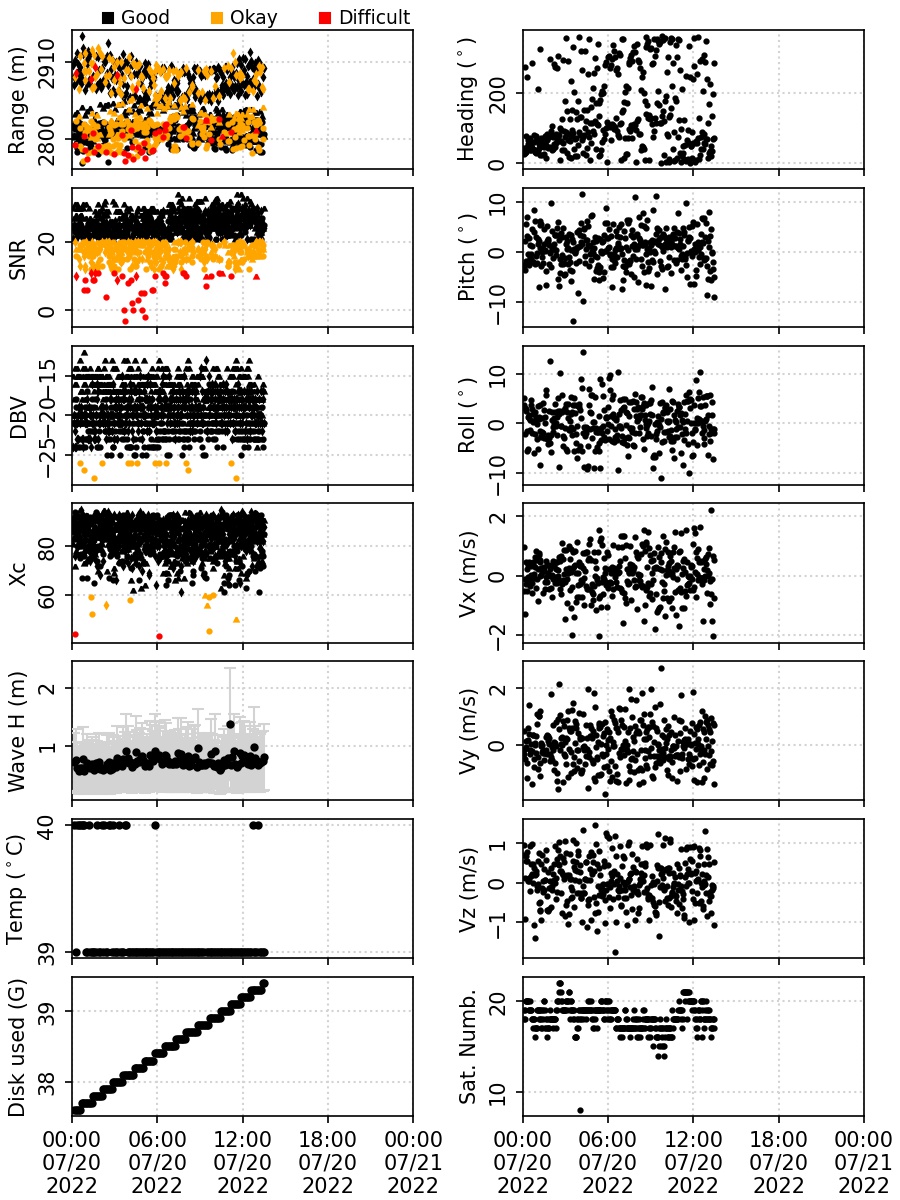 Good Okay Difficult
Range (m)
2910
2800
Heading (°)
200
0
SNR
20
0
Pitch (°)
10
0
−10
DBV
−15
−20
−25
Roll (°)
10
0
−10
Xc
80
60
Vx (m/s)
2
0
−2
Wave H (m)
2
1
Vy (m/s)
2
0
Temp (°C)
40
39
Vz (m/s)
1
0
−1
Disk used (G)
39
38
Sat. Numb.
20
10
00:00 06:00 12:00 18:00 00:00
07/20 07/20 07/20 07/20 07/21
2022 2022 2022 2022 2022
00:00 06:00 12:00 18:00 00:00
07/20 07/20 07/20 07/20 07/21
2022 2022 2022 2022 2022